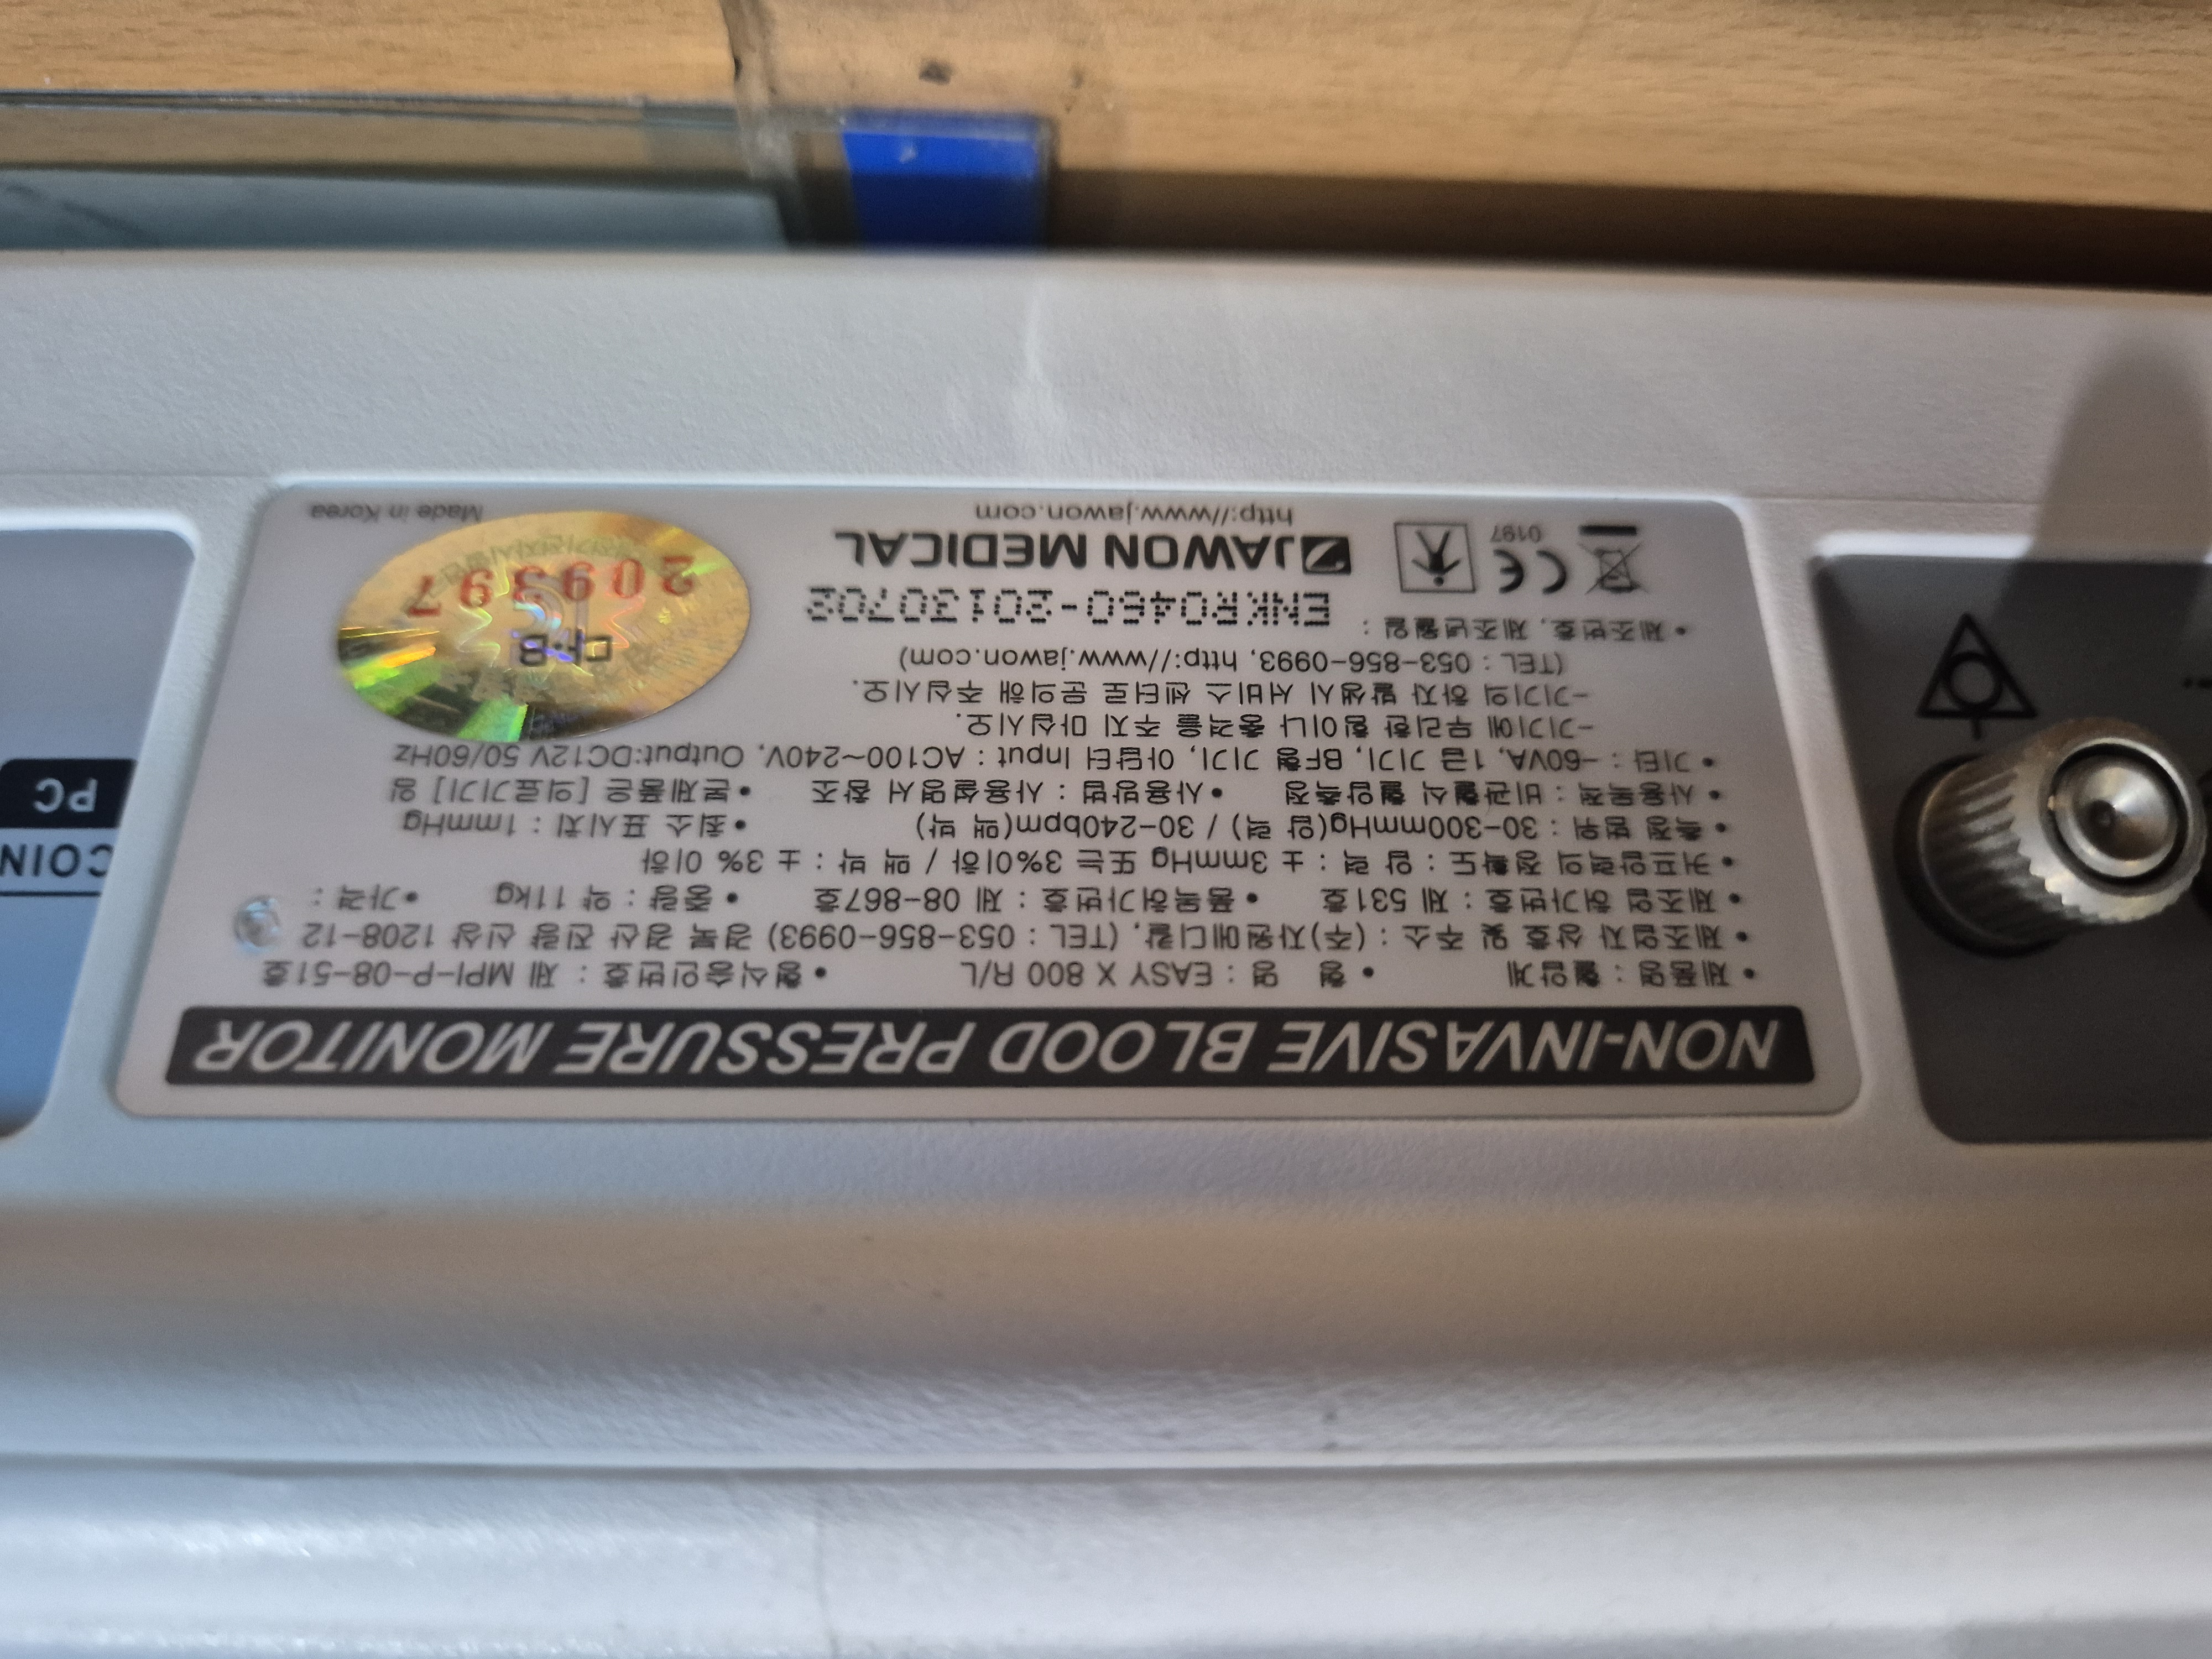 NON-INVASIVE BLOOD PRESSURE MONITOR
• 제품명 : 혈압계 • 형 명 : EASY X 800 R/L • 형식승인번호 : 제 MPI-P-08-51호
• 제조업자 상호 및 주소 : (주)자원메디칼, (TEL : 053-856-0993) 경북 경산 진량 신상 1208-12
• 제조업 허가번호 : 제 531호 • 품목허가번호 : 제 08-867호 • 중량 : 약 11kg • 가격 :
• 커프압력의 정확도 : 압 력 : ± 3mmHg 또는 3%이하 / 맥 박 : ± 3% 이하
• 측정 범위 : 30-300mmHg(압 력) / 30-240bpm(맥 박) • 최소 표시치 : 1mmHg
• 사용목적 : 비관혈식 혈압측정 • 사용방법 : 사용설명서 참조 • 본제품은 [의료기기] 임
• 기타 : -60VA, 1급 기기, BF형 기기, 아답터 Input : AC100~240V, Output:DC12V 50/60Hz
-기기에 무리한 힘이나 충격을 주지 마십시오.
-기기의 하자 발생시 서비스 센터로 문의해 주십시오.
(TEL : 053-856-0993, http://www.jawon.com)
• 제조번호, 제조년월일 : ENKR0460-20130702
CE 0197
JAWON MEDICAL
http://www.jawon.com
다-B
209397
Made in Korea
COIN
PC